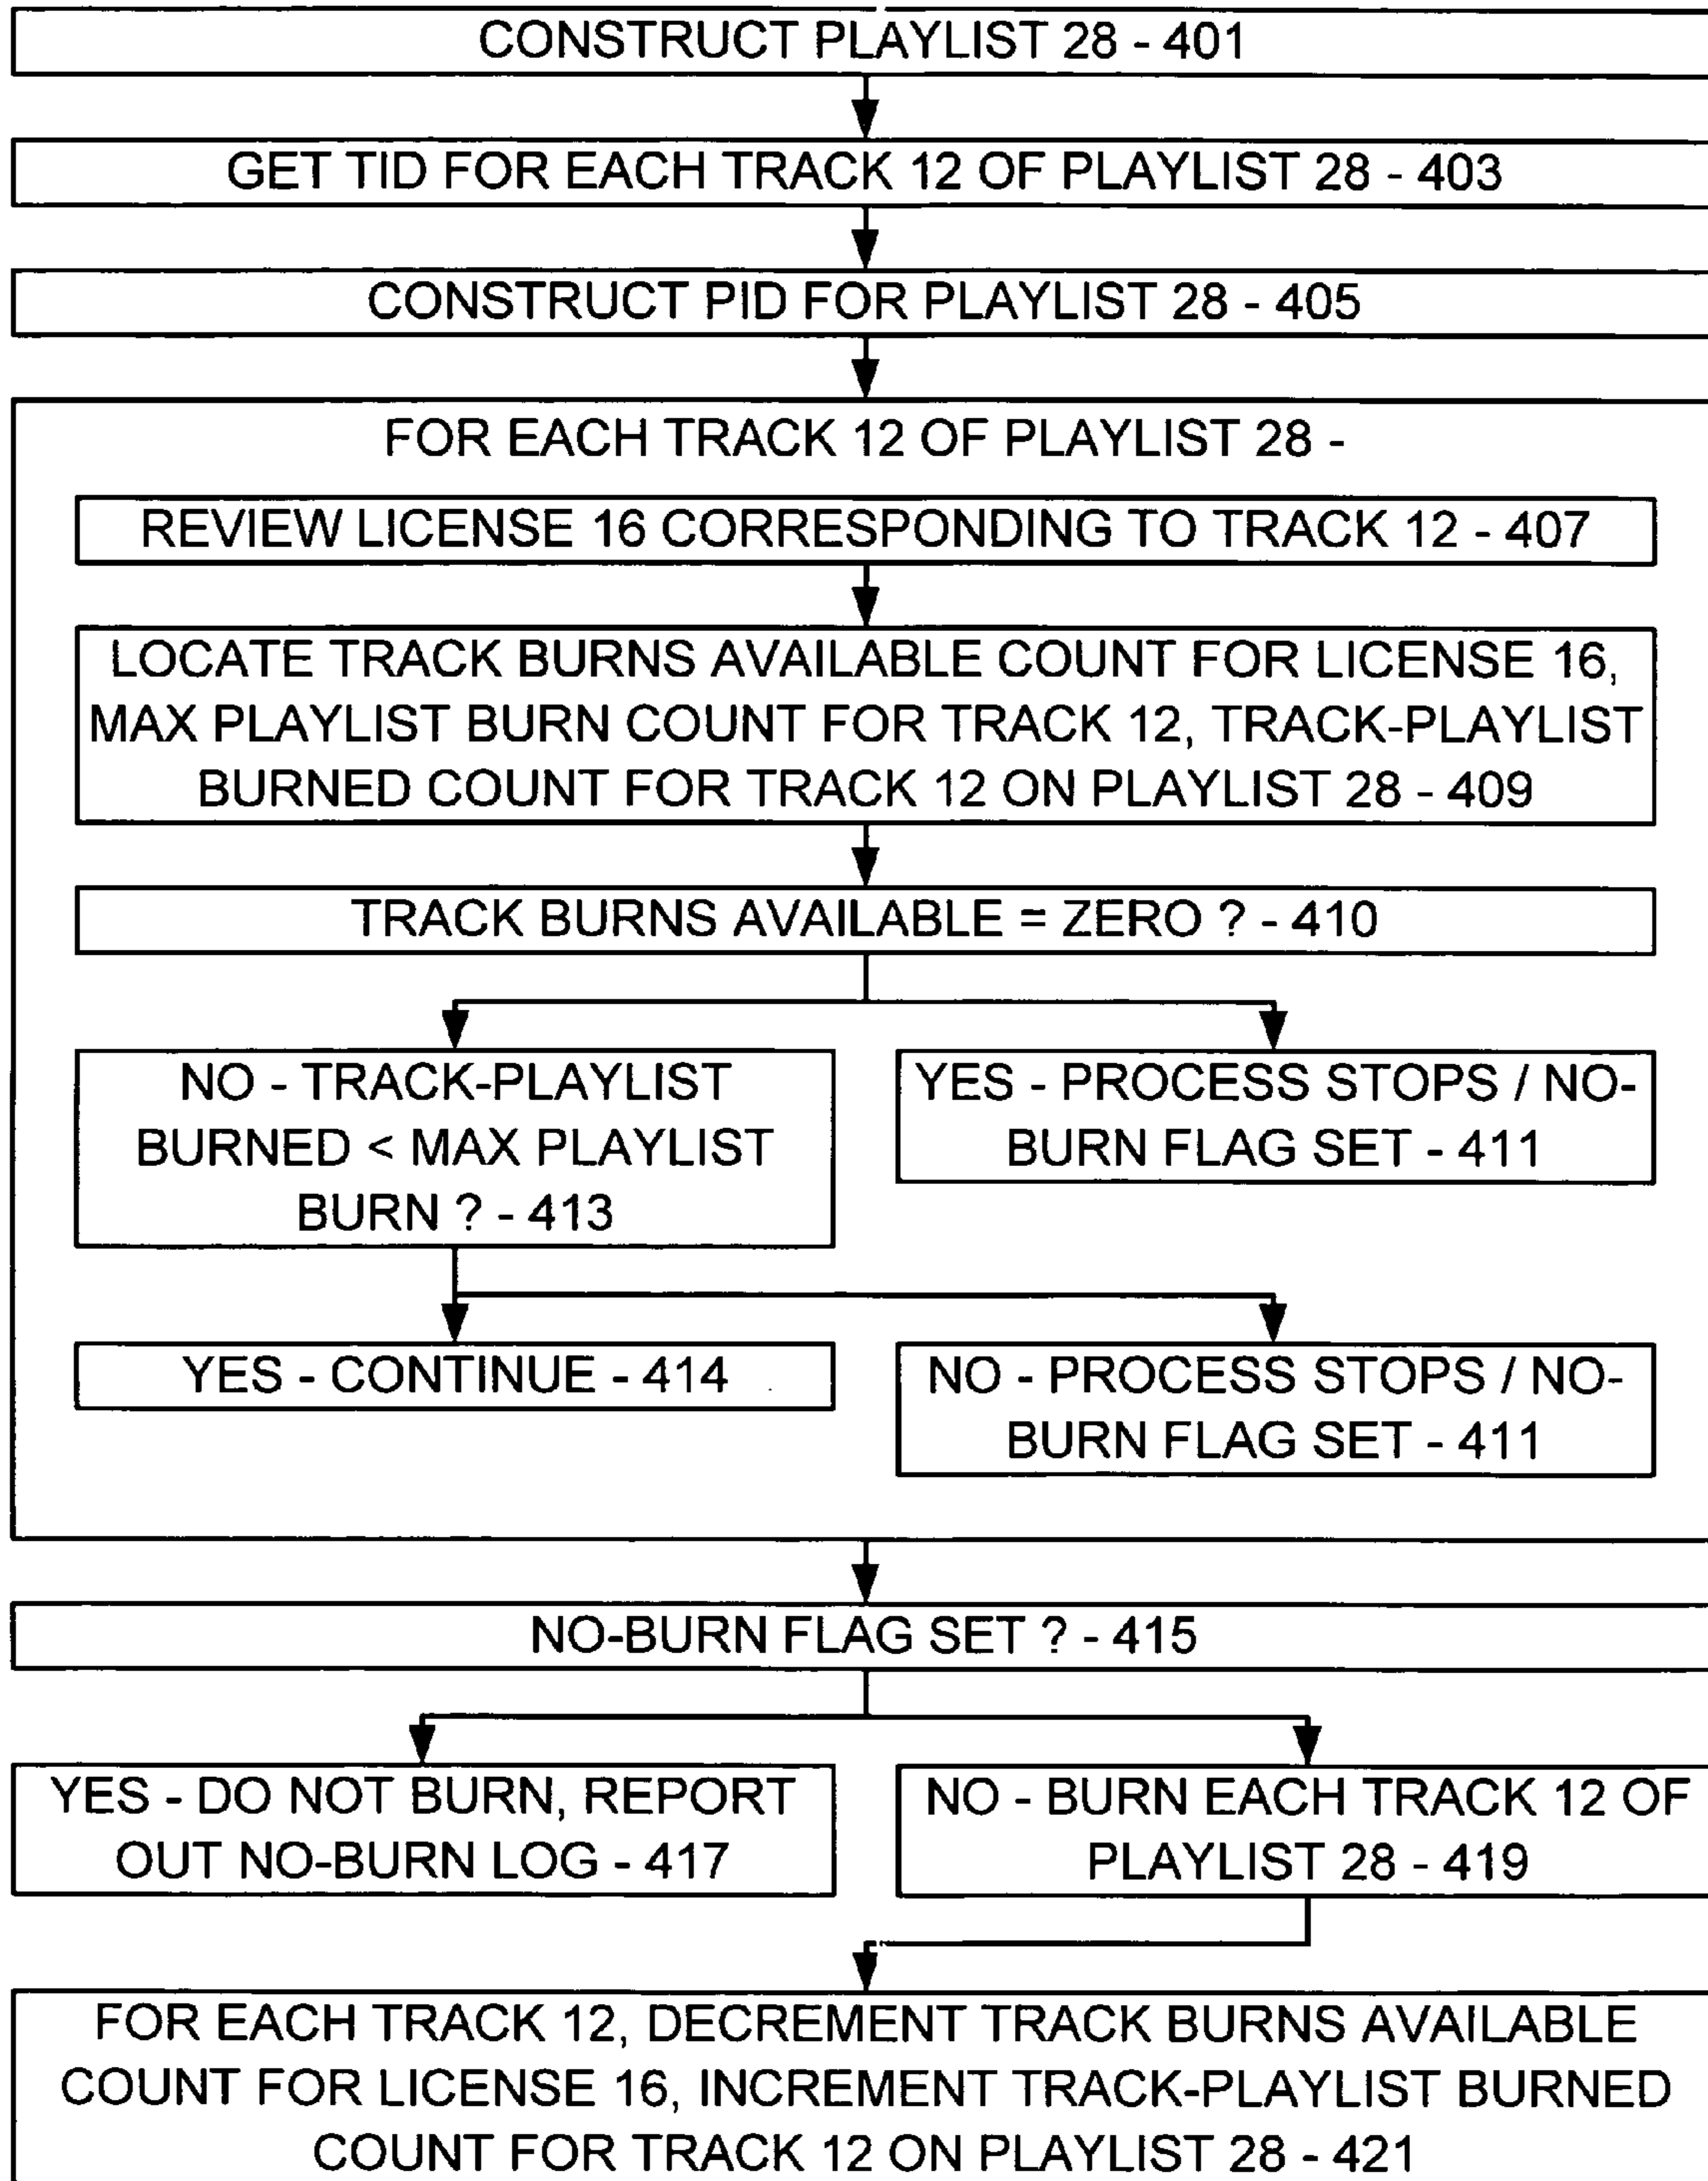 CONSTRUCT PLAYLIST 28 - 401
GET TID FOR EACH TRACK 12 OF PLAYLIST 28 - 403
CONSTRUCT PID FOR PLAYLIST 28 - 405
FOR EACH TRACK 12 OF PLAYLIST 28 -
REVIEW LICENSE 16 CORRESPONDING TO TRACK 12 - 407
LOCATE TRACK BURNS AVAILABLE COUNT FOR LICENSE 16,
MAX PLAYLIST BURN COUNT FOR TRACK 12, TRACK-PLAYLIST
BURNED COUNT FOR TRACK 12 ON PLAYLIST 28 - 409
TRACK BURNS AVAILABLE = ZERO ? - 410
NO - TRACK-PLAYLIST
BURNED < MAX PLAYLIST
BURN ? - 413
YES - PROCESS STOPS / NO-
BURN FLAG SET - 411
YES - CONTINUE - 414
NO - PROCESS STOPS / NO-
BURN FLAG SET - 411
NO-BURN FLAG SET ? - 415
YES - DO NOT BURN, REPORT
OUT NO-BURN LOG - 417
NO - BURN EACH TRACK 12 OF
PLAYLIST 28 - 419
FOR EACH TRACK 12, DECREMENT TRACK BURNS AVAILABLE
COUNT FOR LICENSE 16, INCREMENT TRACK-PLAYLIST BURNED
COUNT FOR TRACK 12 ON PLAYLIST 28 - 421